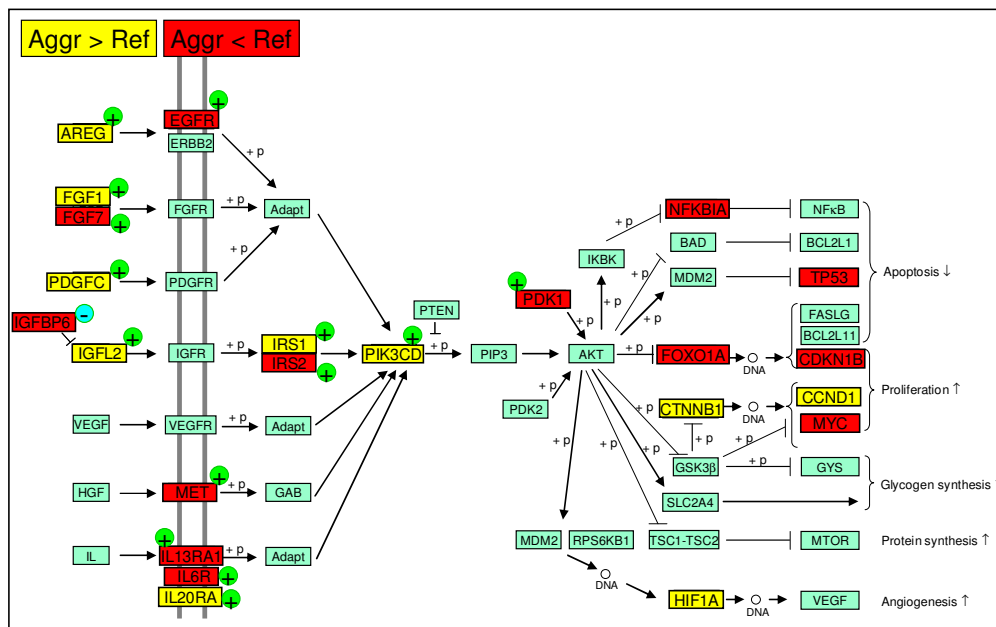 Aggr > Ref
Aggr < Ref
+
AREG
+
EGFR
ERBB2
+ p
FGF1
+
FGF7
+
FGFR
+ p
Adapt
PDGFC
+
PDGFR
+ p
IGFBP6
-
IGFL2
+
IGFR
+ p
IRS1
+
IRS2
+
PIK3CD
+
+ p
PTEN
PIP3
VEGF
VEGFR
+ p
Adapt
HGF
MET
+
+ p
GAB
IL
+
IL13RA1
+ p
Adapt
IL6R
+
IL20RA
+
+
PDK1
+ p
PDK2
+ p
AKT
+ p
IKBK
+ p
NFKBIA
NFκB
+ p
BAD
BCL2L1
+ p
MDM2
TP53
Apoptosis ↓
+ p
FOXO1A
DNA
FASLG
BCL2L11
CDKN1B
Proliferation ↑
+ p
CTNNB1
DNA
CCND1
MYC
+ p
+ p
GSK3β
+ p
GYS
Glycogen synthesis
+ p
SLC2A4
+ p
+ p
MDM2
RPS6KB1
TSC1-TSC2
MTOR
Protein synthesis ↑
DNA
HIF1A
DNA
VEGF
Angiogenesis ↑